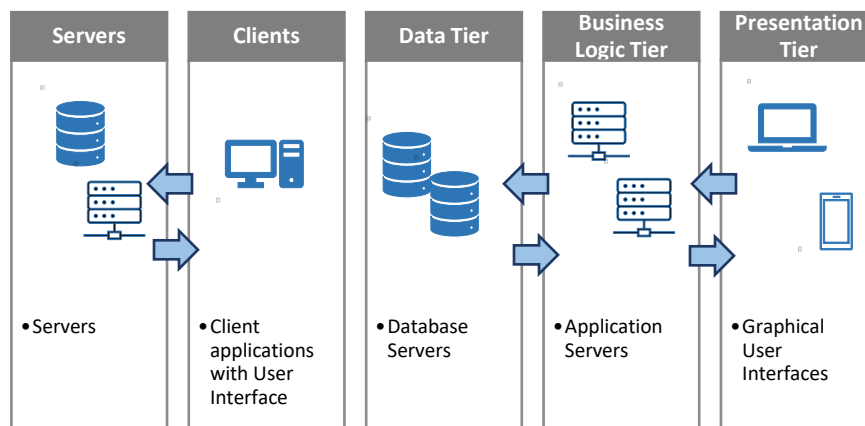 Servers
Clients
Data Tier
Business
Logic Tier
Presentation
Tier
•Servers
•Client
applications
with User
Interface
•Database
Servers
•Application
Servers
•Graphical
User
Interfaces